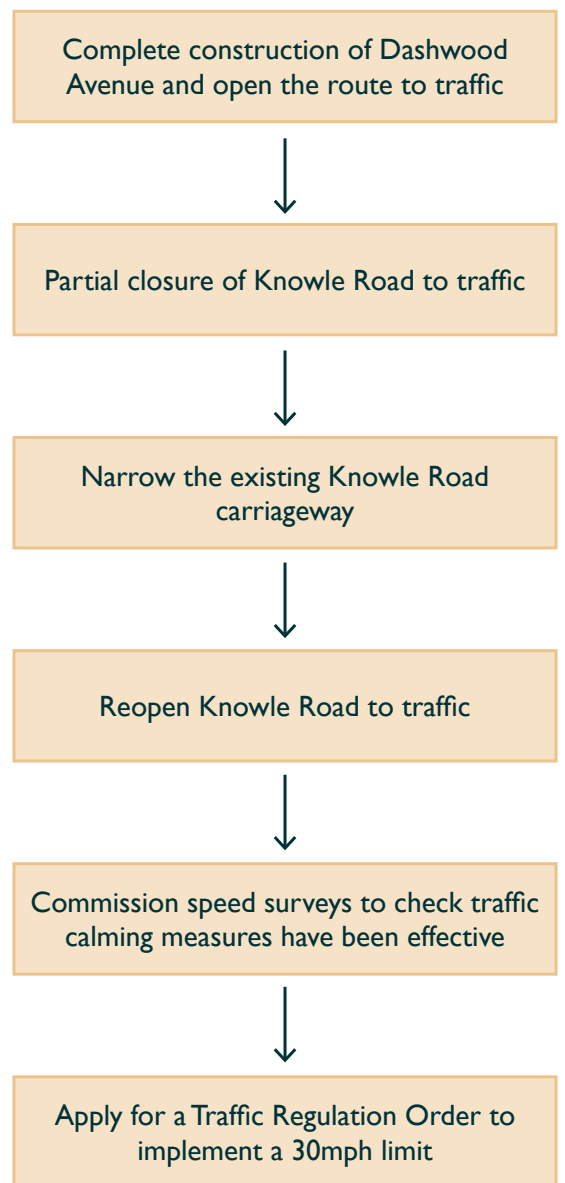 Complete construction of Dashwood
Avenue and open the route to traffic
Partial closure of Knowle Road to traffic
Narrow the existing Knowle Road
carriageway
Reopen Knowle Road to traffic
Commission speed surveys to check traffic
calming measures have been effective
Apply for a Traffic Regulation Order to
implement a 30mph limit